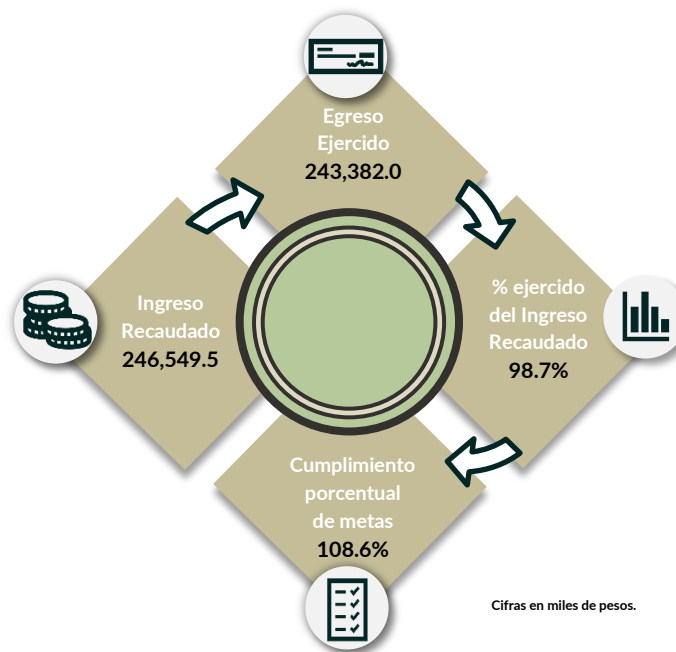 Egreso
Ejercido
243,382.0
Ingreso
Recaudado
246,549.5
% ejercido
del Ingreso
Recaudado
98.7%
Cumplimiento
porcentual
de metas
108.6%
Cifras en miles de pesos.